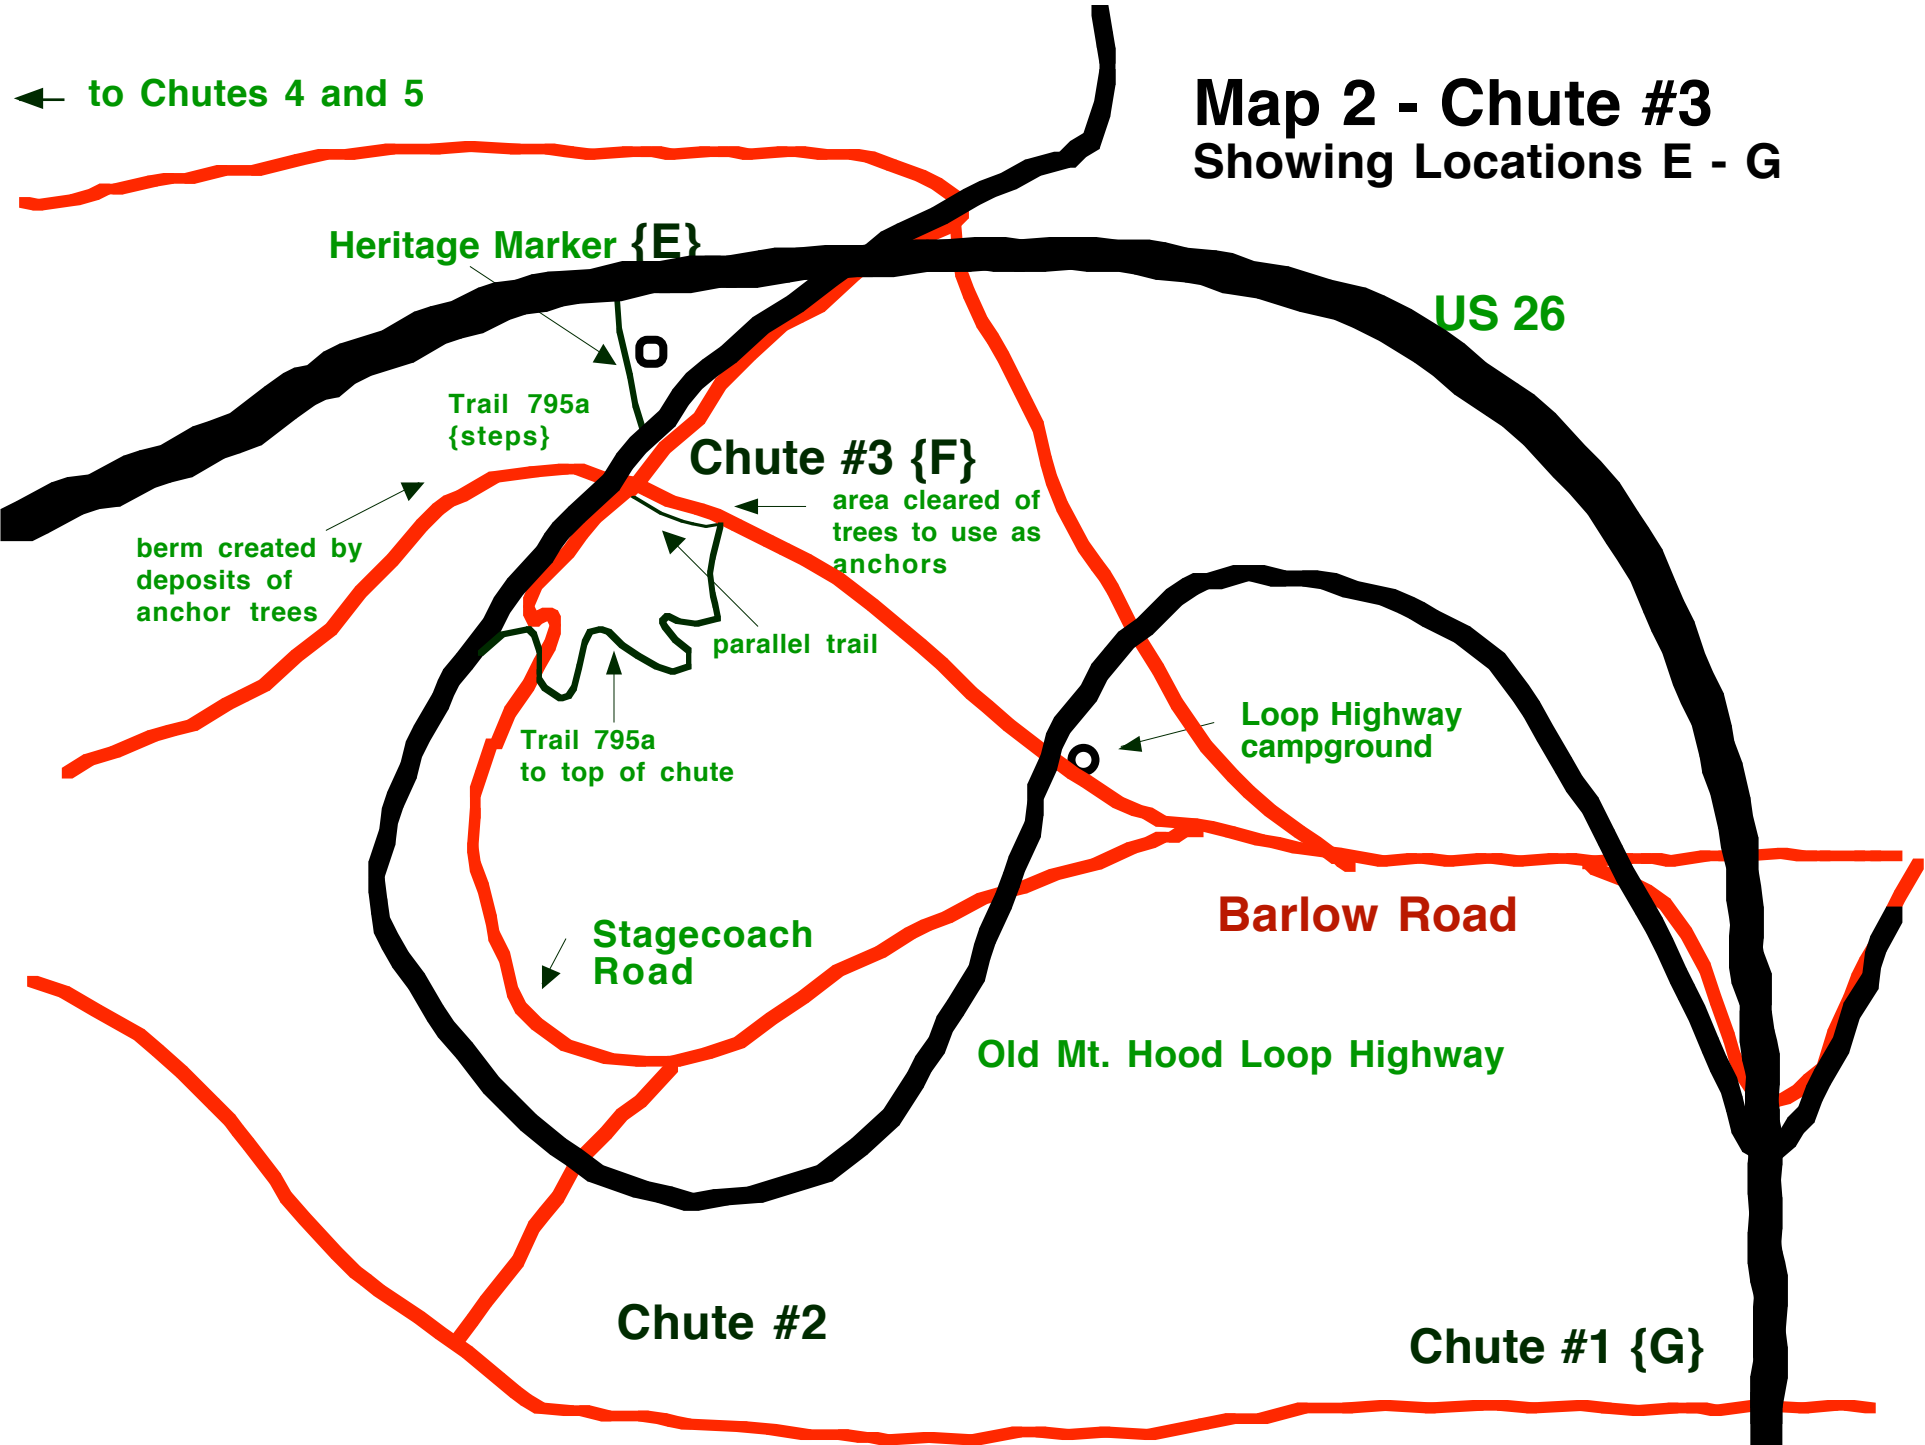 to Chutes 4 and 5
Map 2 - Chute #3
Showing Locations E - G
Heritage Marker {E}
US 26
Trail 795a
{steps}
Chute #3 {F}
area cleared of
trees to use as
anchors
berm created by
deposits of
anchor trees
parallel trail
Loop Highway
campground
Trail 795a
to top of chute
Barlow Road
Stagecoach
Road
Old Mt. Hood Loop Highway
Chute #2
Chute #1 {G}